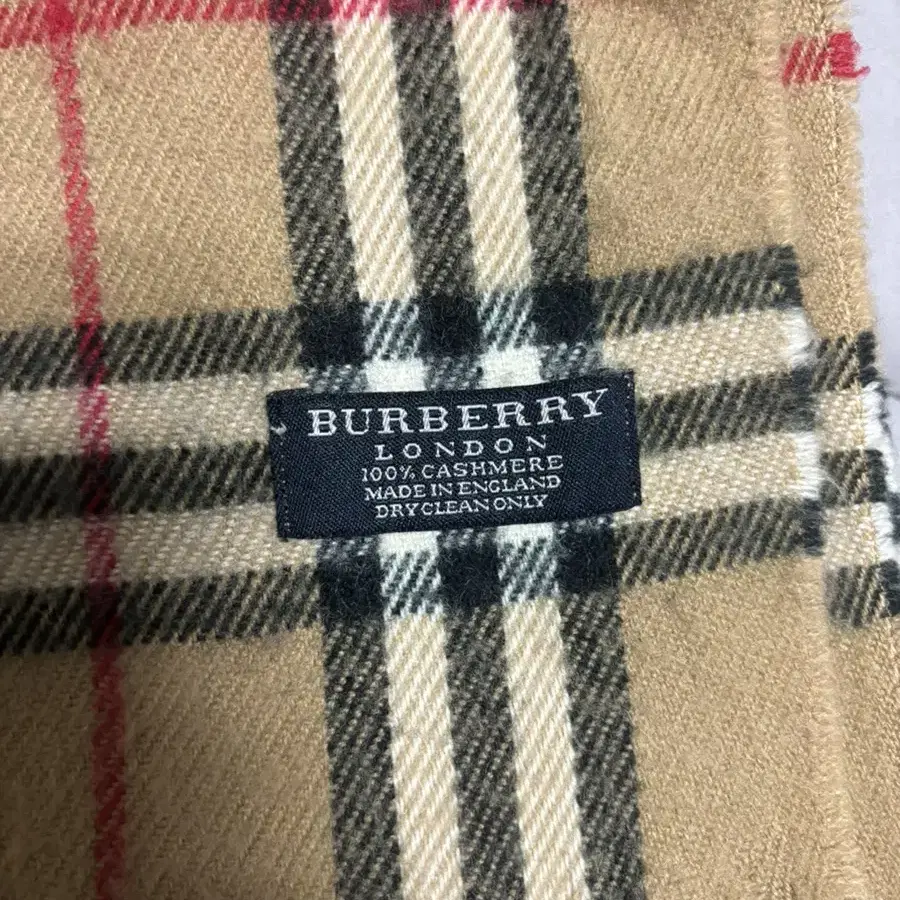 BURBERRY
LONDON
100% CASHMERE
MADE IN ENGLAND
DRY CLEAN ONLY